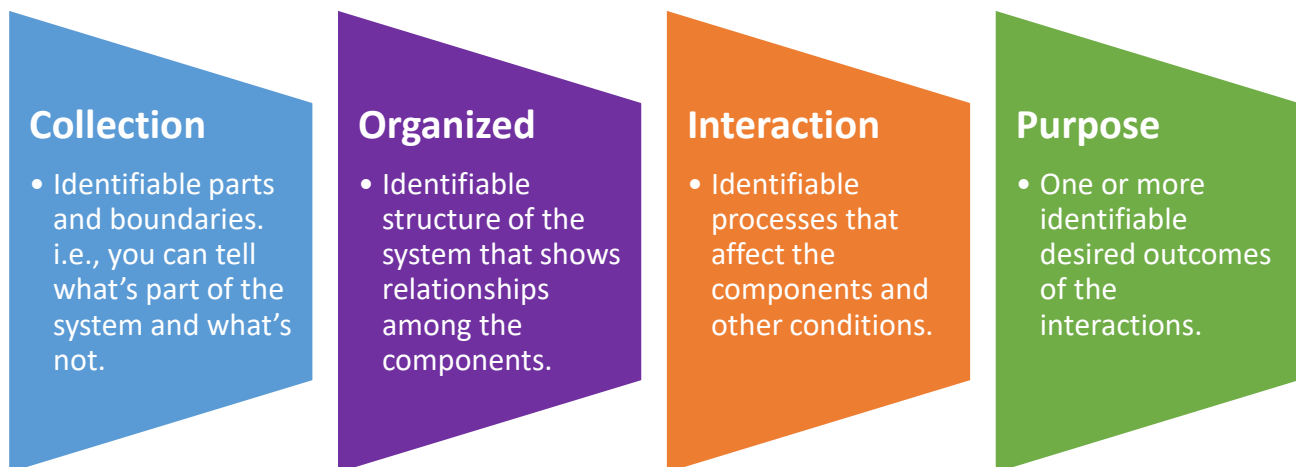 Collection
• Identifiable parts
and boundaries.
i.e., you can tell
what’s part of the
system and what’s
not.
Organized
• Identifiable
structure of the
system that shows
relationships
among the
components.
Interaction
• Identifiable
processes that
affect the
components and
other conditions.
Purpose
• One or more
identifiable
desired outcomes
of the
interactions.